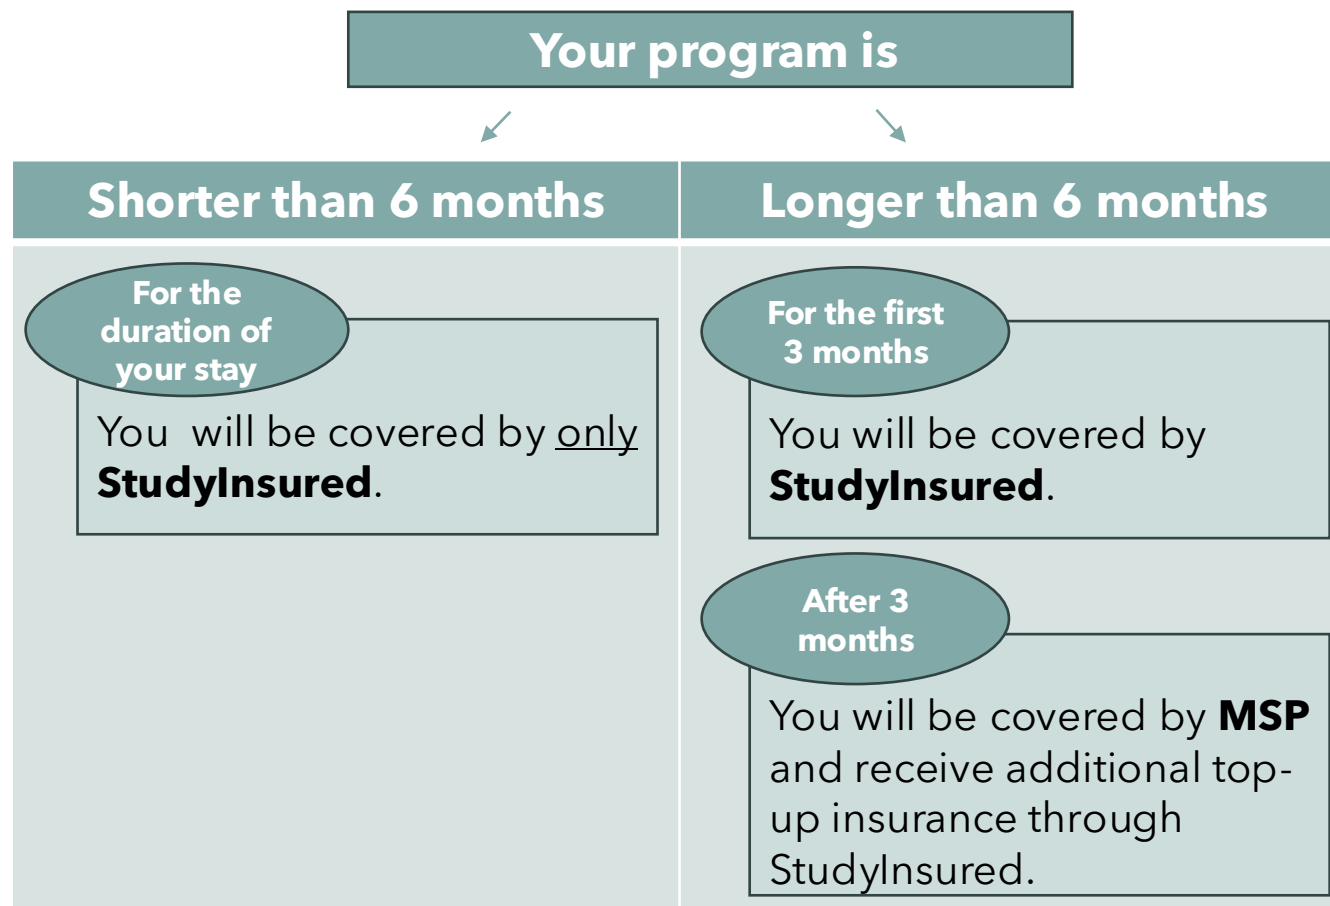 Your program is
Shorter than 6 months
Longer than 6 months
For the
duration of
your stay
You will be covered by only
StudyInsured.
For the first
3 months
You will be covered by
StudyInsured.
After 3
months
You will be covered by MSP
and receive additional top-
up insurance through
StudyInsured.